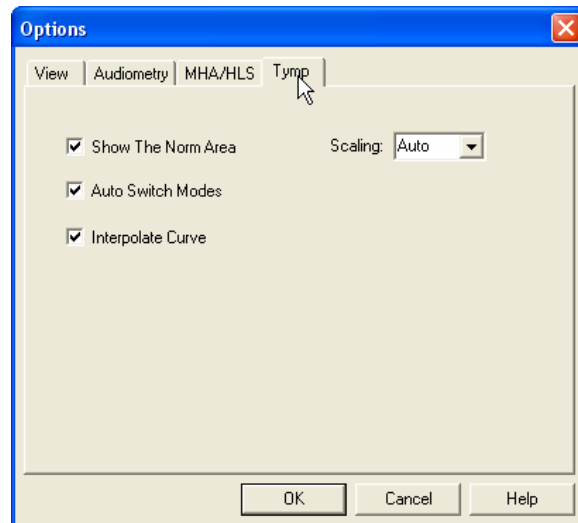 Options
View Audiometry MHA/HLS Tymp
Show The Norm Area Scaling: Auto
Auto Switch Modes
Interpolate Curve
OK Cancel Help